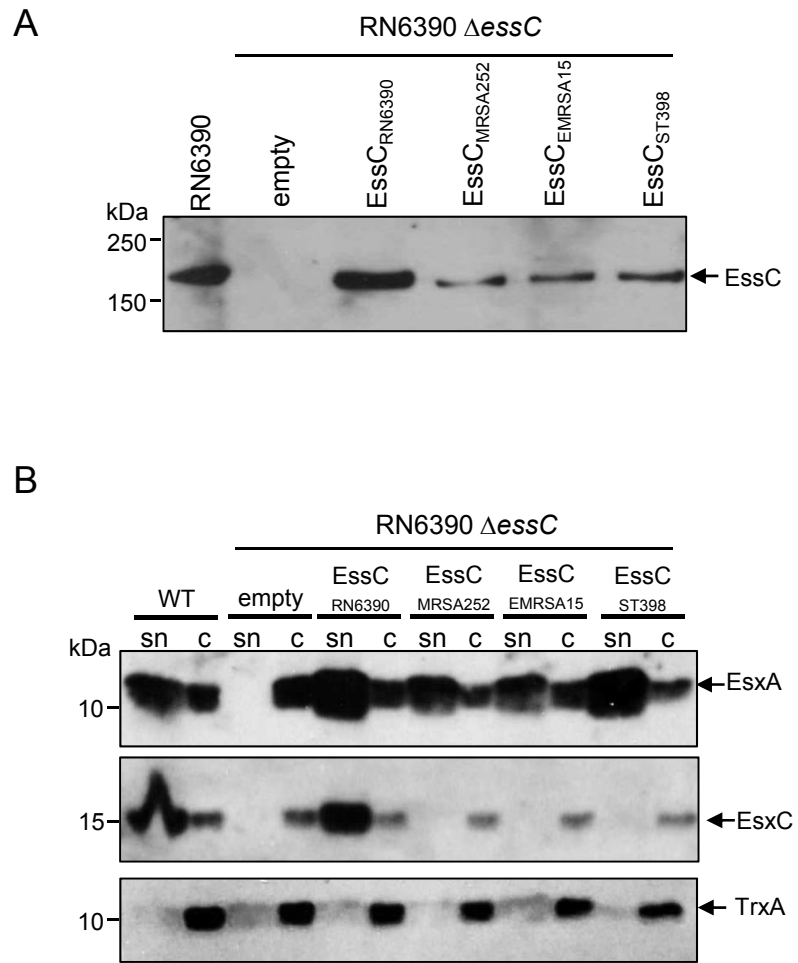 A
RN6390 ΔessC
RN6390
empty
EssCRN6390
EssCMRSA252
EssCEMRSA15
EssCST398
kDa
250
150
EssC
B
RN6390 ΔessC
WT empty EssC RN6390 EssC MRSA252 EssC EMRSA15 EssC ST398
kDa sn c sn c sn c sn c sn c sn c
10 EsxA
15 EsxC
10 TrxA